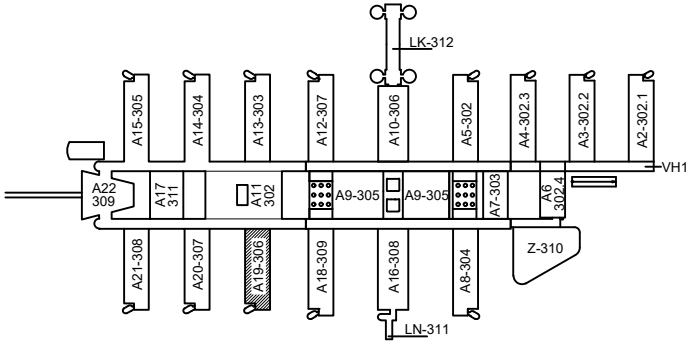 LK-312
A15-305
A14-304
A13-303
A12-307
A10-306
A5-302
A4-302.3
A3-302.2
A2-302.1
VH1
A22
309
A17
311
A11
302
A9-305
A9-305
A7-303
A6
302.4
A21-308
A20-307
A19-306
A18-309
A16-308
A8-304
Z-310
LN-311